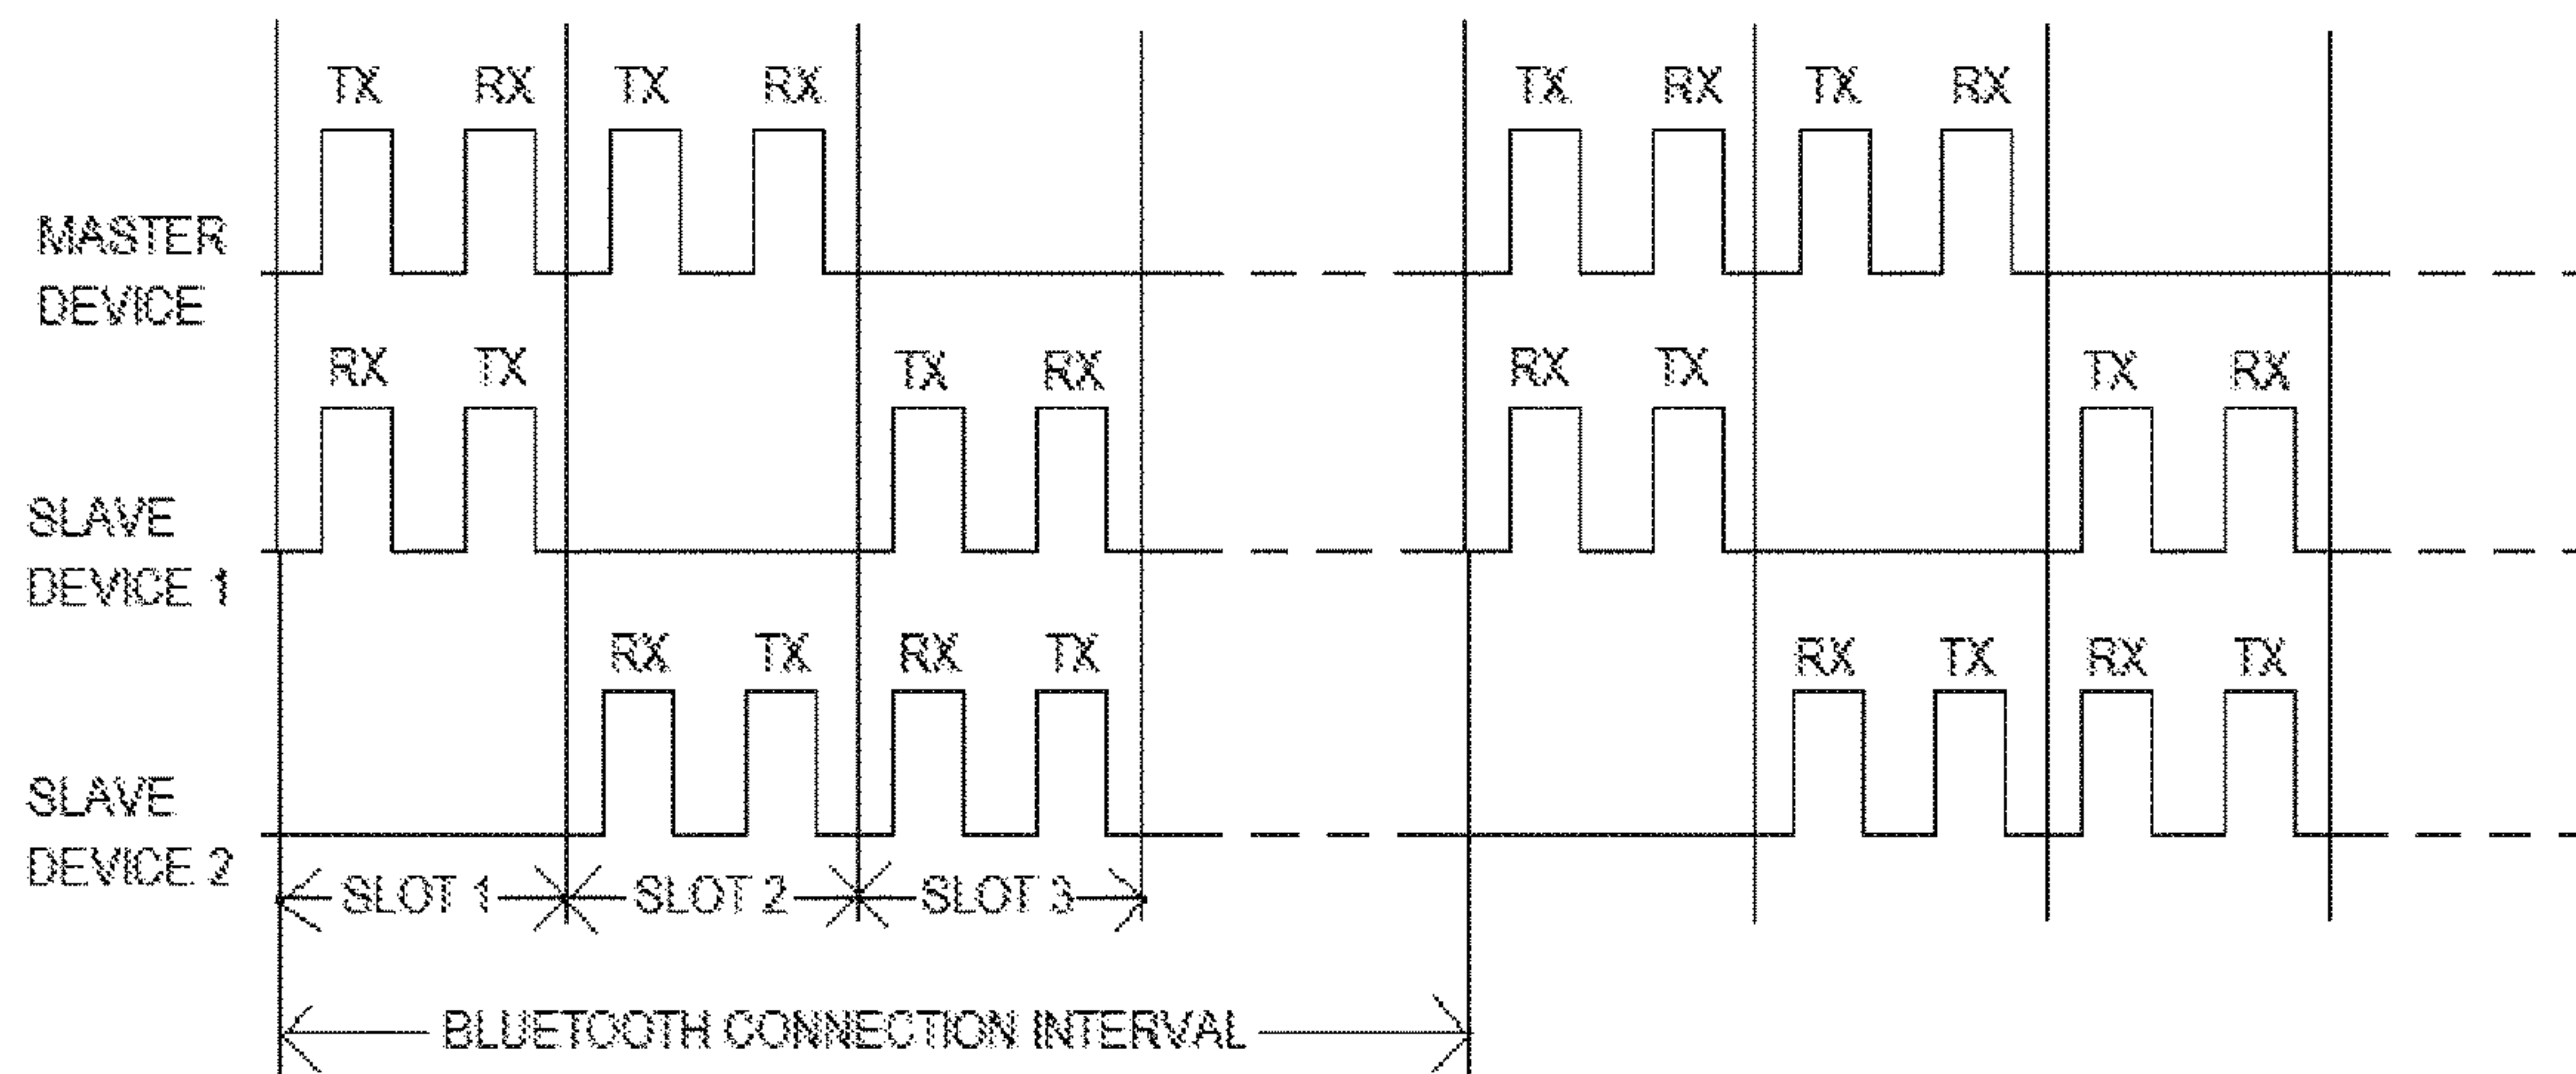 TX RX TX RX TX RX TX RX
MASTER
DEVICE
RX TX TX RX RX TX TX RX
SLAVE
DEVICE 1
RX TX RX TX RX TX RX TX
SLAVE
DEVICE 2
SLOT 1 SLOT 2 SLOT 3
BLUETOOTH CONNECTION INTERVAL